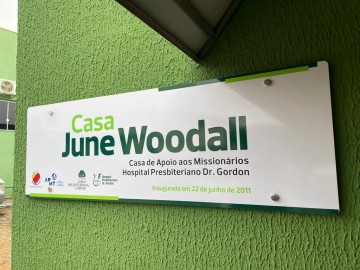 Casa
June Woodall
Casa de Apoio aos Missionários
Hospital Presbiteriano Dr. Gordon
Inaugurada em 22 de junho de 2011